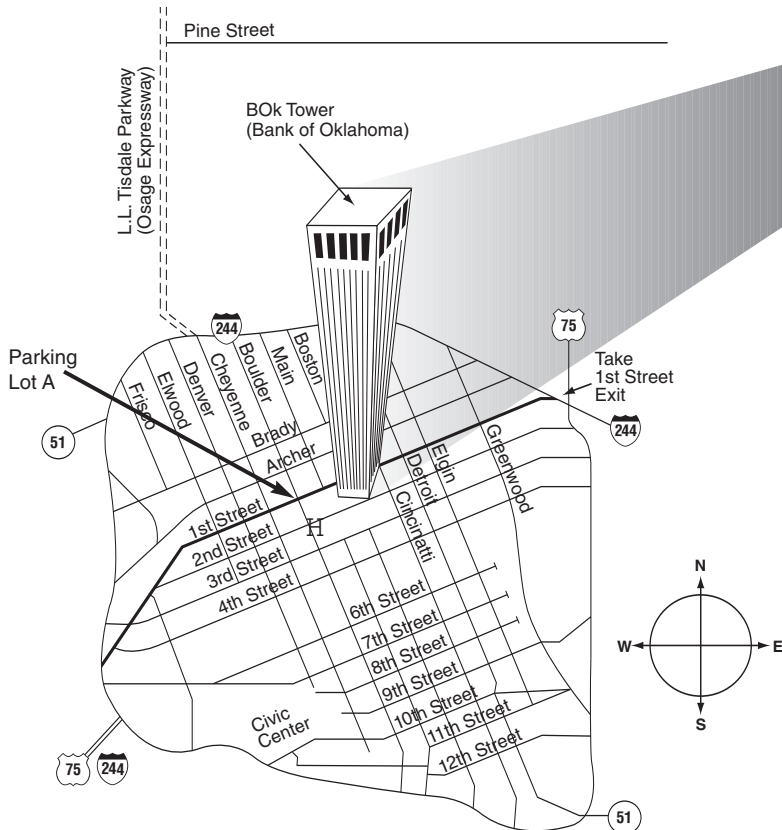 Pine Street
L.L. Tisdale Parkway
(Osage Expressway)
BOk Tower
(Bank of Oklahoma)
244
75
Parking
Lot A
Take
1st Street
Exit
51
244
Frisco
Elwood
Denver
Cheyenne
Boulder
Main
Boston
Brady
Archer
Detroit
Elgin
Greenwood
Cincinatti
1st Street
2nd Street
3rd Street
4th Street
H
6th Street
7th Street
8th Street
9th Street
10th Street
11th Street
12th Street
Civic
Center
N
W
E
S
75
244
51